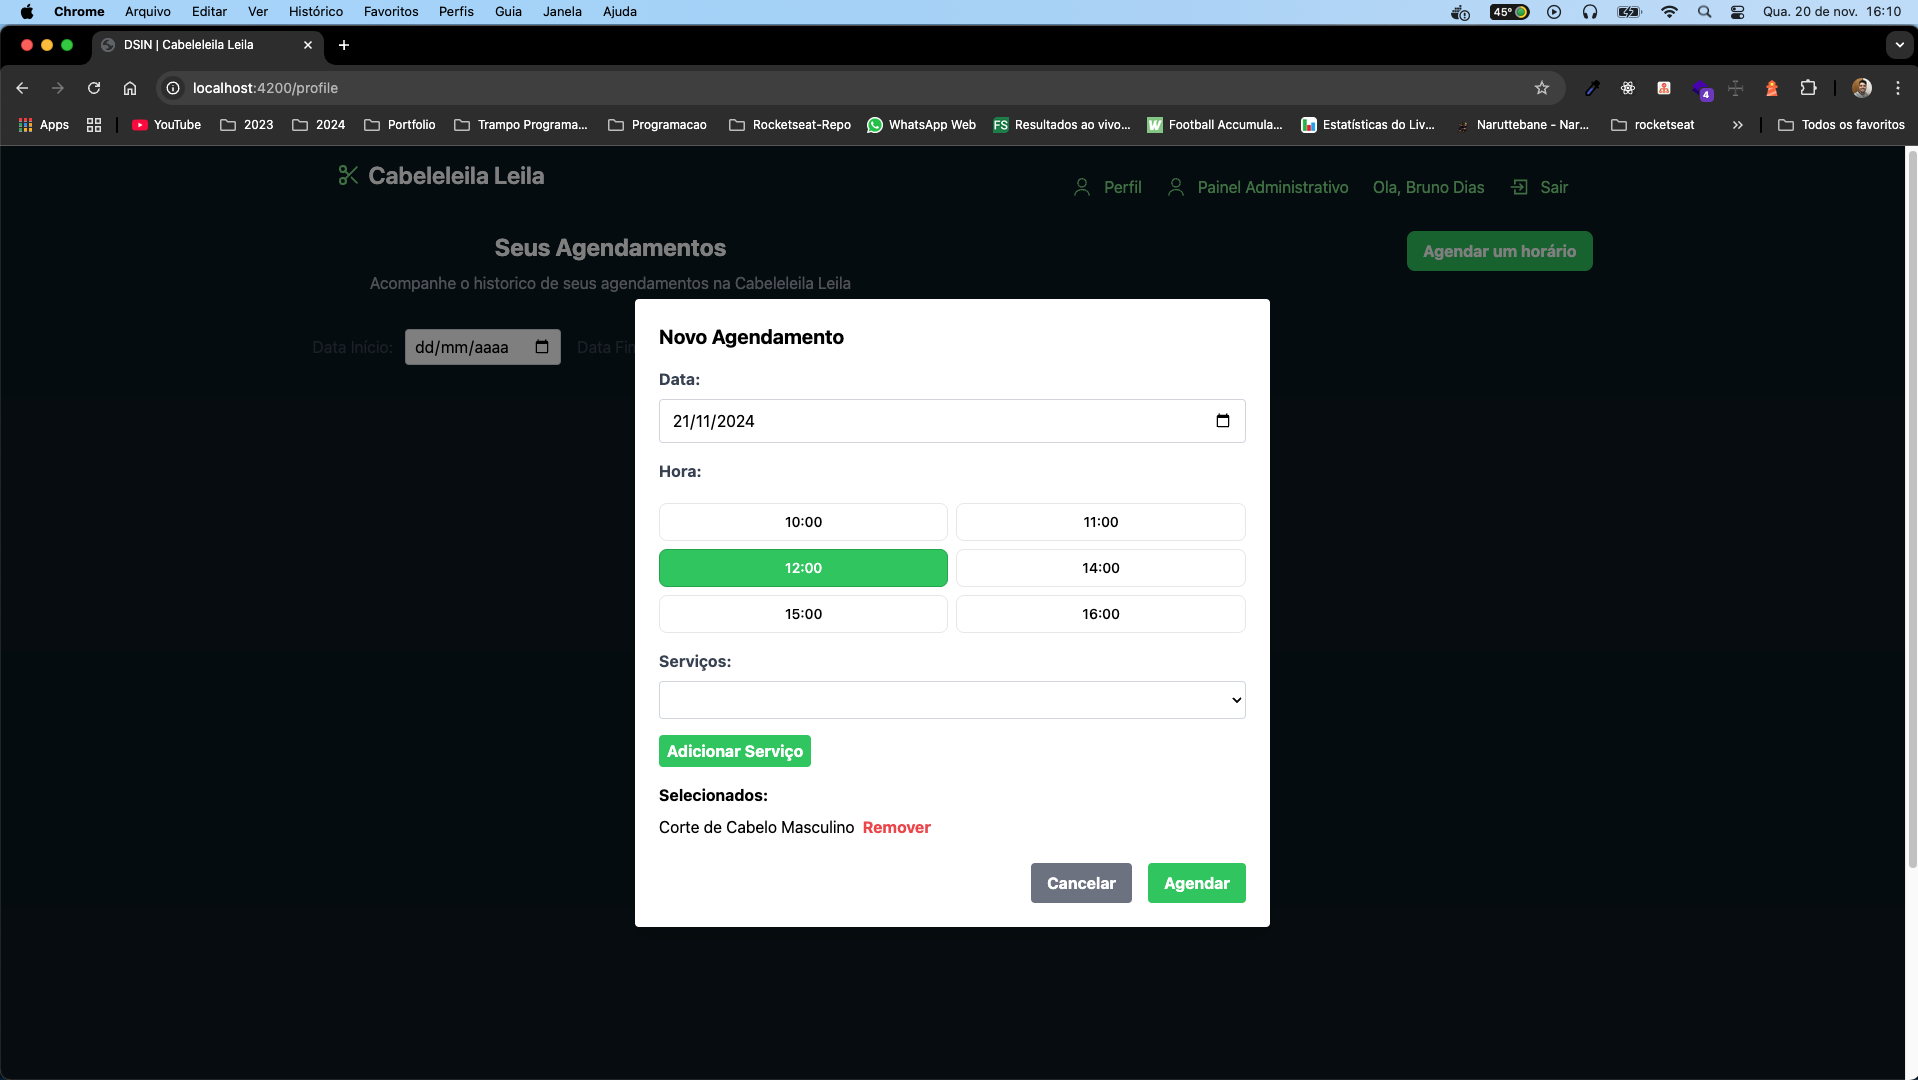 Chrome Arquivo Editar Ver Histórico Favoritos Perfis Guia Janela Ajuda 45° Qua. 20 de nov. 16:10
DSIN | Cabeleleila Leila
localhost:4200/profile 4
Apps YouTube 2023 2024 Portfolio Trampo Programa... Programacao Rocketseat-Repo WhatsApp Web FS Resultados ao vivo... W Football Accumula... Estatísticas do Liv... Naruttebane - Nar... rocketseat » Todos os favoritos
Cabeleleila Leila
Perfil Painel Administrativo Ola, Bruno Dias Sair
Seus Agendamentos
Agendar um horário
Acompanhe o historico de seus agendamentos na Cabeleleila Leila
Data Início: dd/mm/aaaa Data Fin
Novo Agendamento
Data:
21/11/2024
Hora:
10:00 11:00
12:00 14:00
15:00 16:00
Serviços:
Adicionar Serviço
Selecionados:
Corte de Cabelo Masculino Remover
Cancelar Agendar